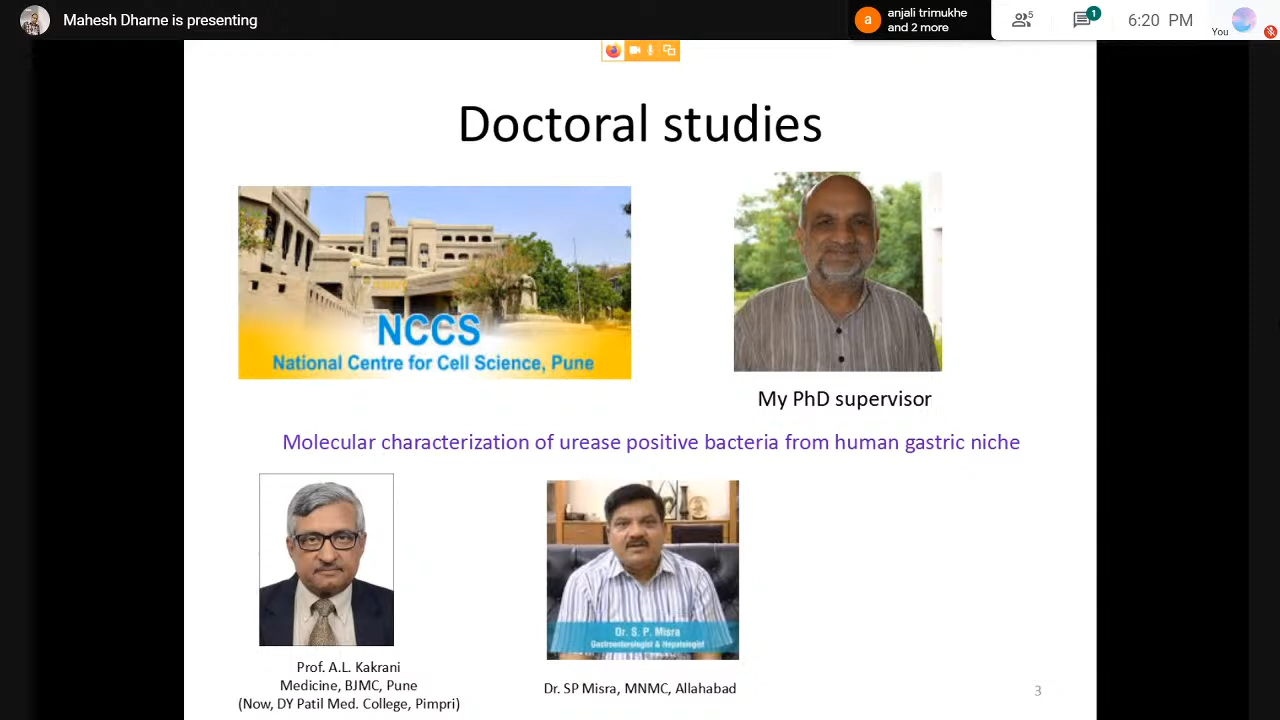 Mahesh Dharne is presenting
a
anjali trimukhe
and 2 more
5
1
6:20 PM
You
Doctoral studies
NCCS
National Centre for Cell Science, Pune
My PhD supervisor
Molecular characterization of urease positive bacteria from human gastric niche
Dr. S. P. Misra
Gastroenterologist & Hepatologist
Prof. A.L. Kakrani
Medicine, BJMC, Pune
(Now, DY Patil Med. College, Pimpri)
Dr. SP Misra, MNMC, Allahabad
3